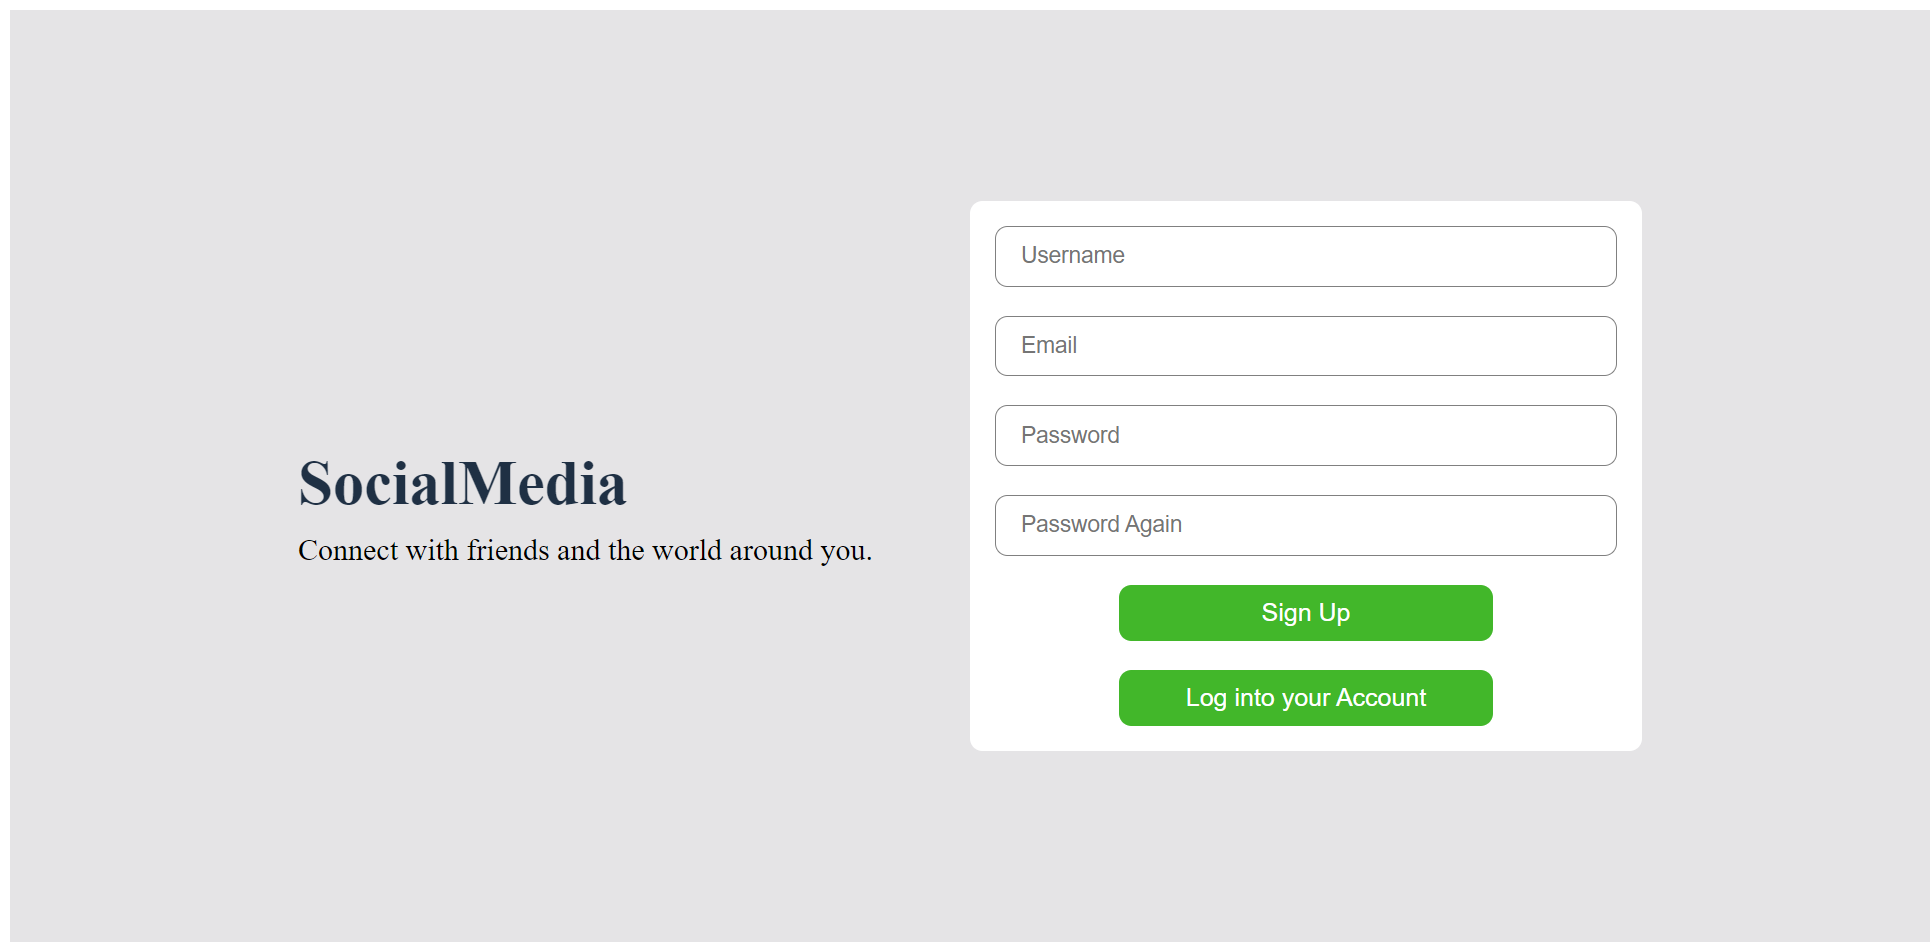 SocialMedia
Connect with friends and the world around you.
Username
Email
Password
Password Again
Sign Up
Log into your Account